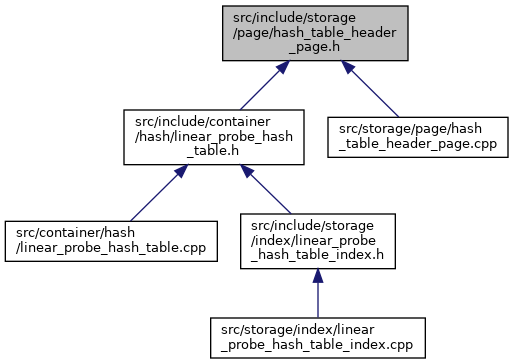 src/include/storage
/page/hash_table_header
_page.h
src/include/container
/hash/linear_probe_hash
_table.h
src/storage/page/hash
_table_header_page.cpp
src/container/hash
/linear_probe_hash_table.cpp
src/include/storage
/index/linear_probe
_hash_table_index.h
src/storage/index/linear
_probe_hash_table_index.cpp